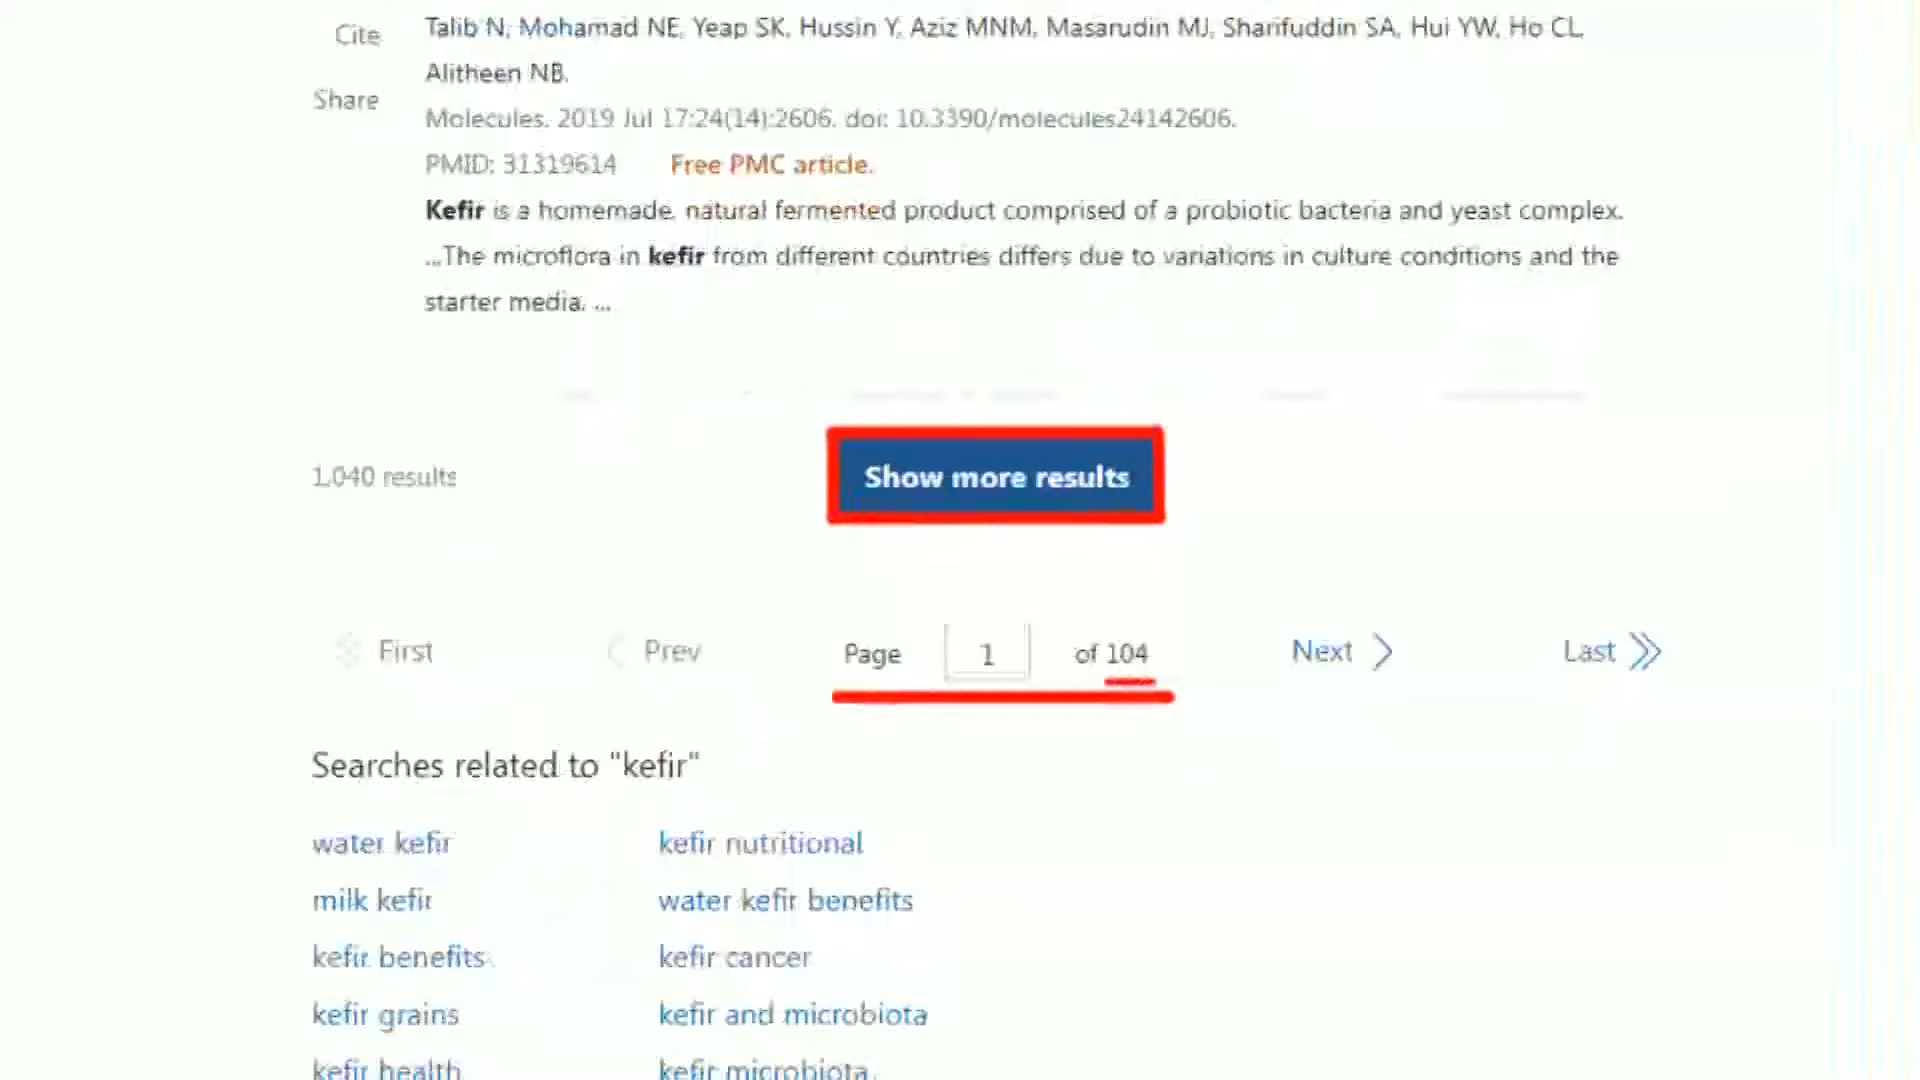 Cite
Talib N, Mohamad NE, Yeap SK, Hussin Y, Aziz MNM, Masarudin MJ, Sharifuddin SA, Hui YW, Ho CL,
Alitheen NB.
Share
Molecules. 2019 Jul 17;24(14):2606. doi: 10.3390/molecules24142606.
PMID: 31319614 Free PMC article.
Kefir is a homemade, natural fermented product comprised of a probiotic bacteria and yeast complex.
...The microflora in kefir from different countries differs due to variations in culture conditions and the
starter media. ...
1,040 results
Show more results
First Prev Page 1 of 104 Next Last
Searches related to "kefir"
water kefir
kefir nutritional
milk kefir
water kefir benefits
kefir benefits
kefir cancer
kefir grains
kefir and microbiota
kefir health
kefir microbiota